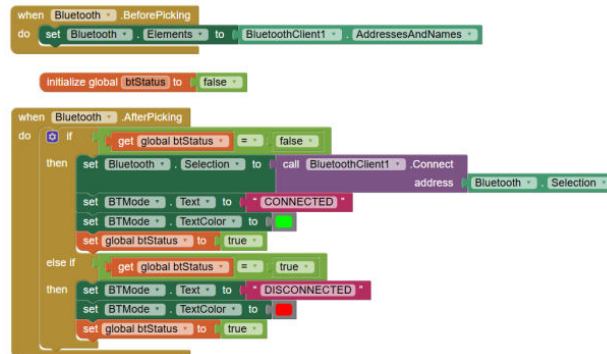 when Bluetooth .BeforePicking
do set Bluetooth . Elements to BluetoothClient1 . AddressesAndNames
initialize global btStatus to false
when Bluetooth .AfterPicking
do if get global btStatus = false
then set Bluetooth . Selection to call BluetoothClient1 .Connect
address Bluetooth . Selection
set BTMode . Text to " CONNECTED "
set BTMode . TextColor to
set global btStatus to true
else if get global btStatus = true
then set BTMode . Text to " DISCONNECTED "
set BTMode . TextColor to
set global btStatus to true